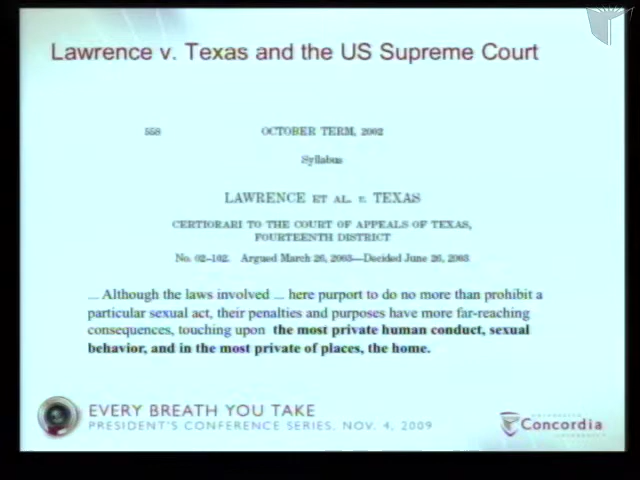 Lawrence v. Texas and the US Supreme Court
558 OCTOBER TERM, 2002
Syllabus
LAWRENCE ET AL. v. TEXAS
CERTIORARI TO THE COURT OF APPEALS OF TEXAS,
FOURTEENTH DISTRICT
No. 02–102. Argued March 26, 2003—Decided June 26, 2003
... Although the laws involved ... here purport to do no more than prohibit a
particular sexual act, their penalties and purposes have more far-reaching
consequences, touching upon the most private human conduct, sexual
behavior, and in the most private of places, the home.
EVERY BREATH YOU TAKE
PRESIDENT'S CONFERENCE SERIES, NOV. 4, 2009
Concordia